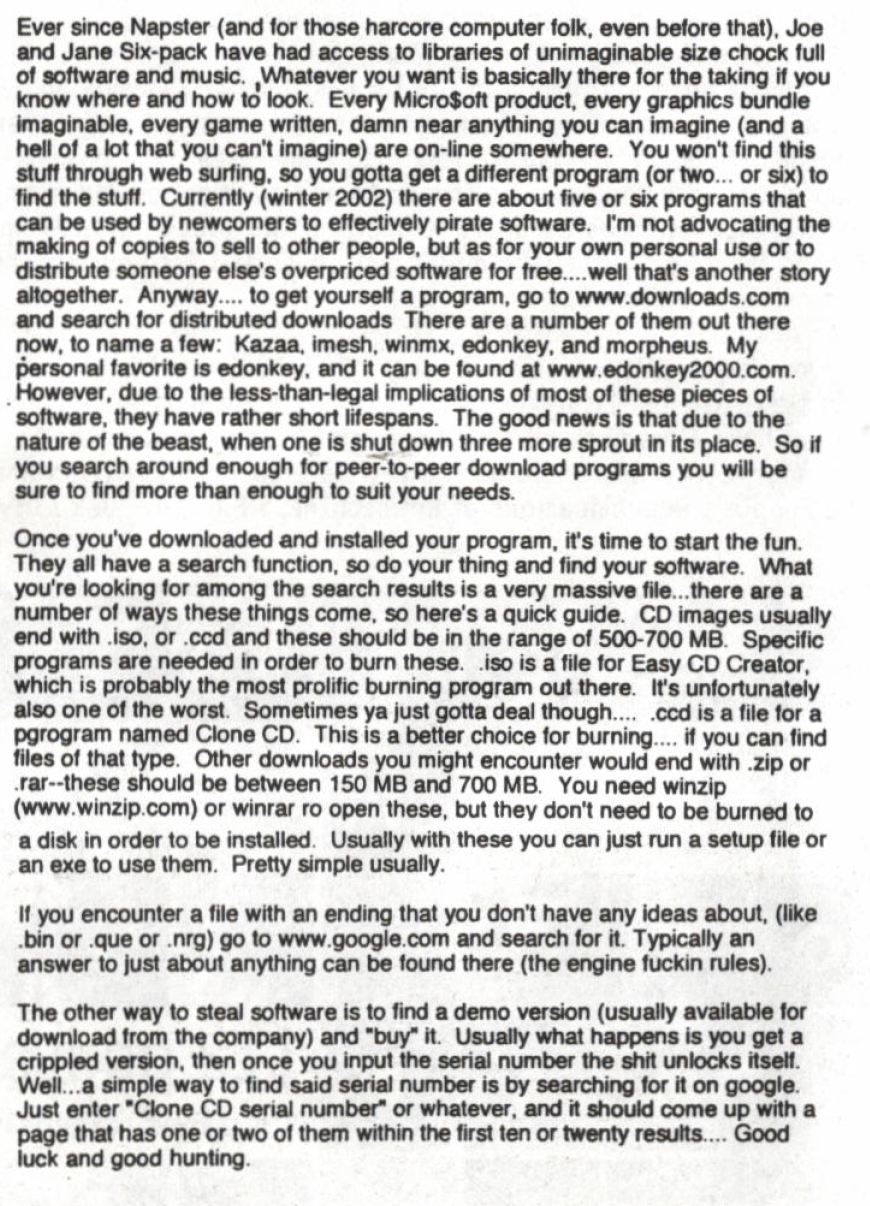 Ever since Napster (and for those harcore computer folk, even before that), Joe
and Jane Six-pack have had access to libraries of unimaginable size chock full
of software and music. Whatever you want is basically there for the taking if you
know where and how to look. Every Micro$oft product, every graphics bundle
imaginable, every game written, damn near anything you can imagine (and a
hell of a lot that you can't imagine) are on-line somewhere. You won't find this
stuff through web surfing, so you gotta get a different program (or two... or six) to
find the stuff. Currently (winter 2002) there are about five or six programs that
can be used by newcomers to effectively pirate software. I'm not advocating the
making of copies to sell to other people, but as for your own personal use or to
distribute someone else's overpriced software for free....well that's another story
altogether. Anyway.... to get yourself a program, go to www.downloads.com
and search for distributed downloads There are a number of them out there
now, to name a few: Kazaa, imesh, winmx, edonkey, and morpheus. My
personal favorite is edonkey, and it can be found at www.edonkey2000.com.
However, due to the less-than-legal implications of most of these pieces of
software, they have rather short lifespans. The good news is that due to the
nature of the beast, when one is shut down three more sprout in its place. So if
you search around enough for peer-to-peer download programs you will be
sure to find more than enough to suit your needs.

Once you've downloaded and installed your program, it's time to start the fun.
They all have a search function, so do your thing and find your software. What
you're looking for among the search results is a very massive file...there are a
number of ways these things come, so here's a quick guide. CD images usually
end with .iso, or .ccd and these should be in the range of 500-700 MB. Specific
programs are needed in order to burn these. .iso is a file for Easy CD Creator,
which is probably the most prolific burning program out there. It's unfortunately
also one of the worst. Sometimes ya just gotta deal though.... .ccd is a file for a
pgrogram named Clone CD. This is a better choice for burning.... if you can find
files of that type. Other downloads you might encounter would end with .zip or
.rar--these should be between 150 MB and 700 MB. You need winzip
(www.winzip.com) or winrar ro open these, but they don't need to be burned to
a disk in order to be installed. Usually with these you can just run a setup file or
an exe to use them. Pretty simple usually.

If you encounter a file with an ending that you don't have any ideas about, (like
.bin or .que or .nrg) go to www.google.com and search for it. Typically an
answer to just about anything can be found there (the engine fuckin rules).

The other way to steal software is to find a demo version (usually available for
download from the company) and "buy" it. Usually what happens is you get a
crippled version, then once you input the serial number the shit unlocks itself.
Well...a simple way to find said serial number is by searching for it on google.
Just enter "Clone CD serial number" or whatever, and it should come up with a
page that has one or two of them within the first ten or twenty results.... Good
luck and good hunting.